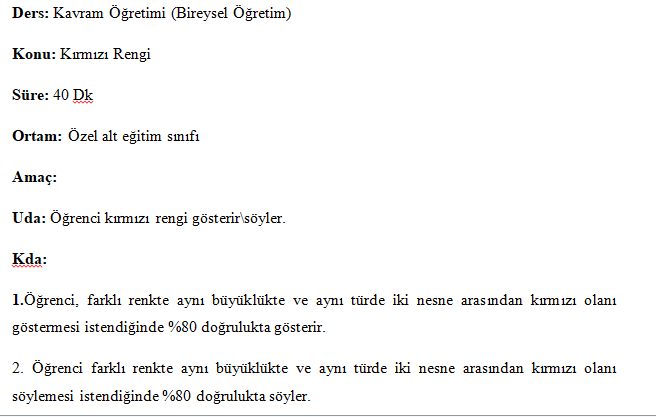 Ders: Kavram Öğretimi (Bireysel Öğretim)
Konu: Kırmızı Rengi
Süre: 40 Dk
Ortam: Özel alt eğitim sınıfı
Amaç:
Uda: Öğrenci kırmızı rengi gösterir\söyler.
Kda:
1.Öğrenci, farklı renkte aynı büyüklükte ve aynı türde iki nesne arasından kırmızı olanı
göstermesi istendiğinde %80 doğrulukta gösterir.
2. Öğrenci farklı renkte aynı büyüklükte ve aynı türde iki nesne arasından kırmızı olanı
söylemesi istendiğinde %80 doğrulukta söyler.